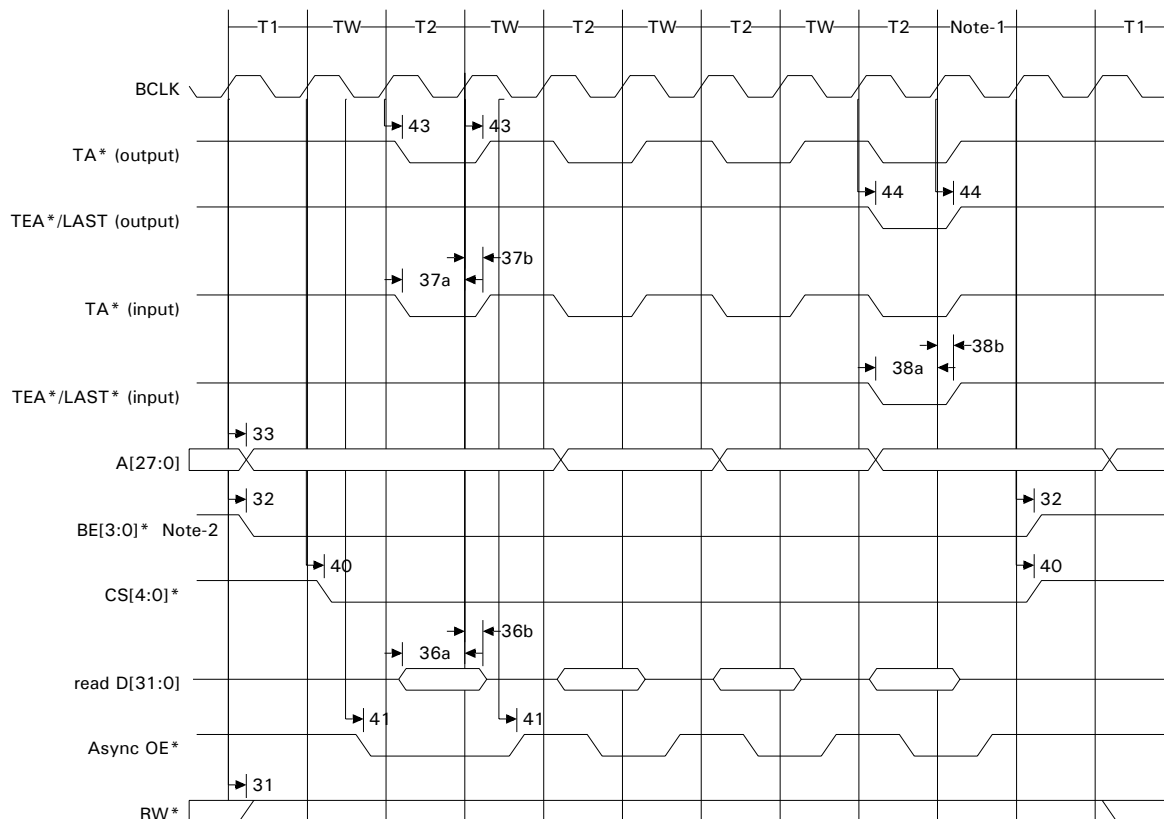 T1 TW T2 TW T2 TW T2 TW T2 Note-1 T1
BCLK
43 43
TA* (output)
44 44
TEA*/LAST (output)
37b
37a
TA* (input)
38b
38a
TEA*/LAST* (input)
33
A[27:0]
32 32
BE[3:0]* Note-2
40 40
CS[4:0]*
36b
36a
read D[31:0]
41 41
Async OE*
31
RW*